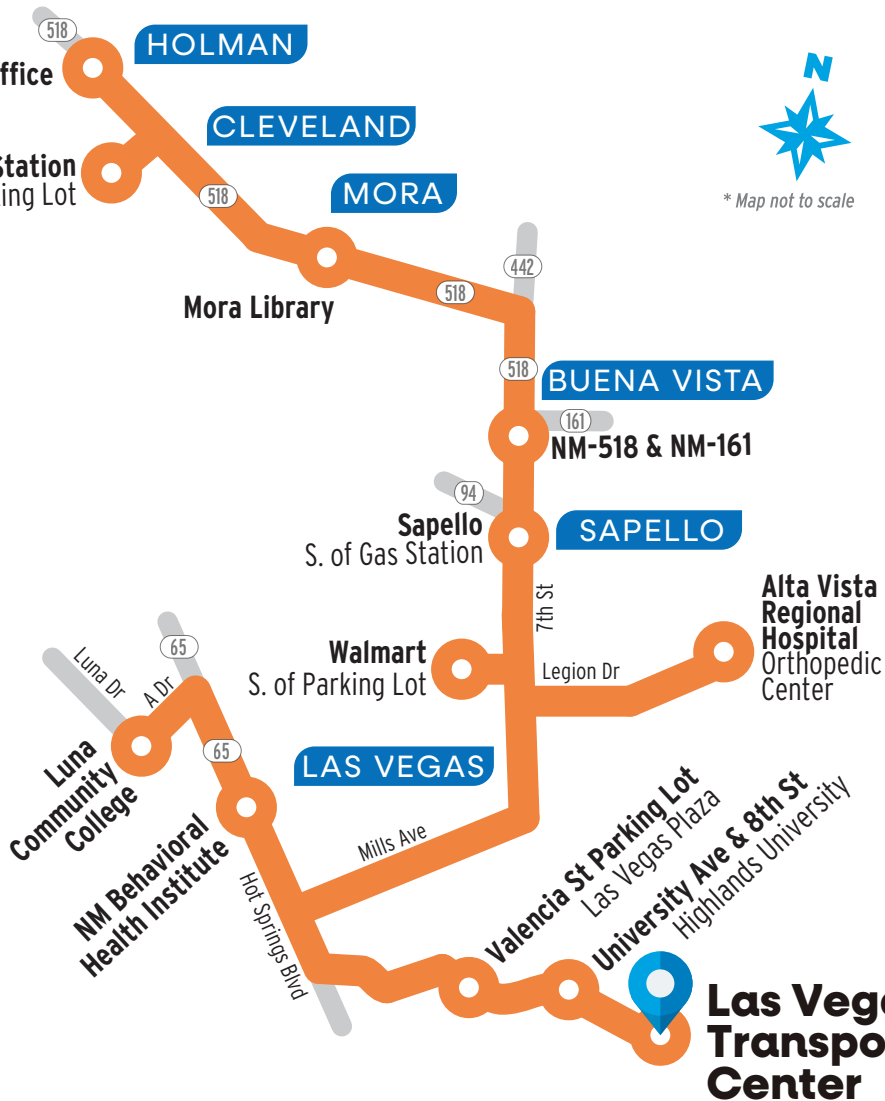 518
HOLMAN
N
CLEVELAND
Station
518
MORA
* Map not to scale
442
518
Mora Library
518
BUENA VISTA
161
NM-518 & NM-161
94
Sapello
S. of Gas Station
SAPELLO
7th St
Alta Vista
Regional
Hospital
Orthopedic
Center
Walmart
S. of Parking Lot
Legion Dr
65
Luna Dr
A Dr
65
Luna
Community
College
LAS VEGAS
NM Behavioral
Health Institute
Mills Ave
Hot Springs Blvd
Valencia St Parking Lot
Las Vegas Plaza
University Ave & 8th St
Highlands University
Las
Center